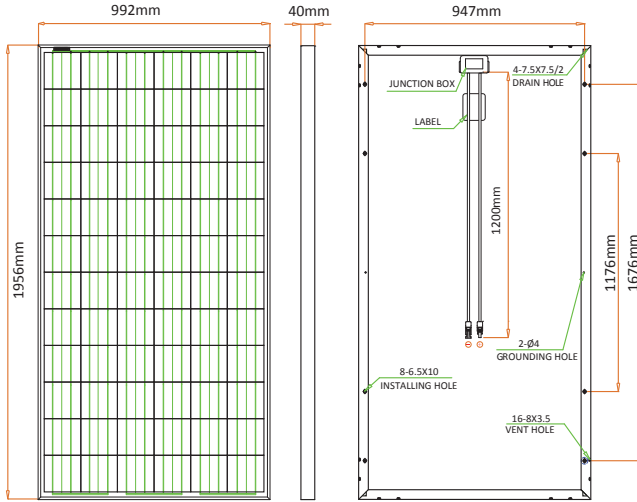 992mm
40mm
947mm
1956mm
JUNCTION BOX
4-7.5X7.5/2
DRAIN HOLE
LABEL
1200mm
1176mm
1676mm
2-Ø4
GROUNDING HOLE
8-6.5X10
INSTALLING HOLE
16-8X3.5
VENT HOLE